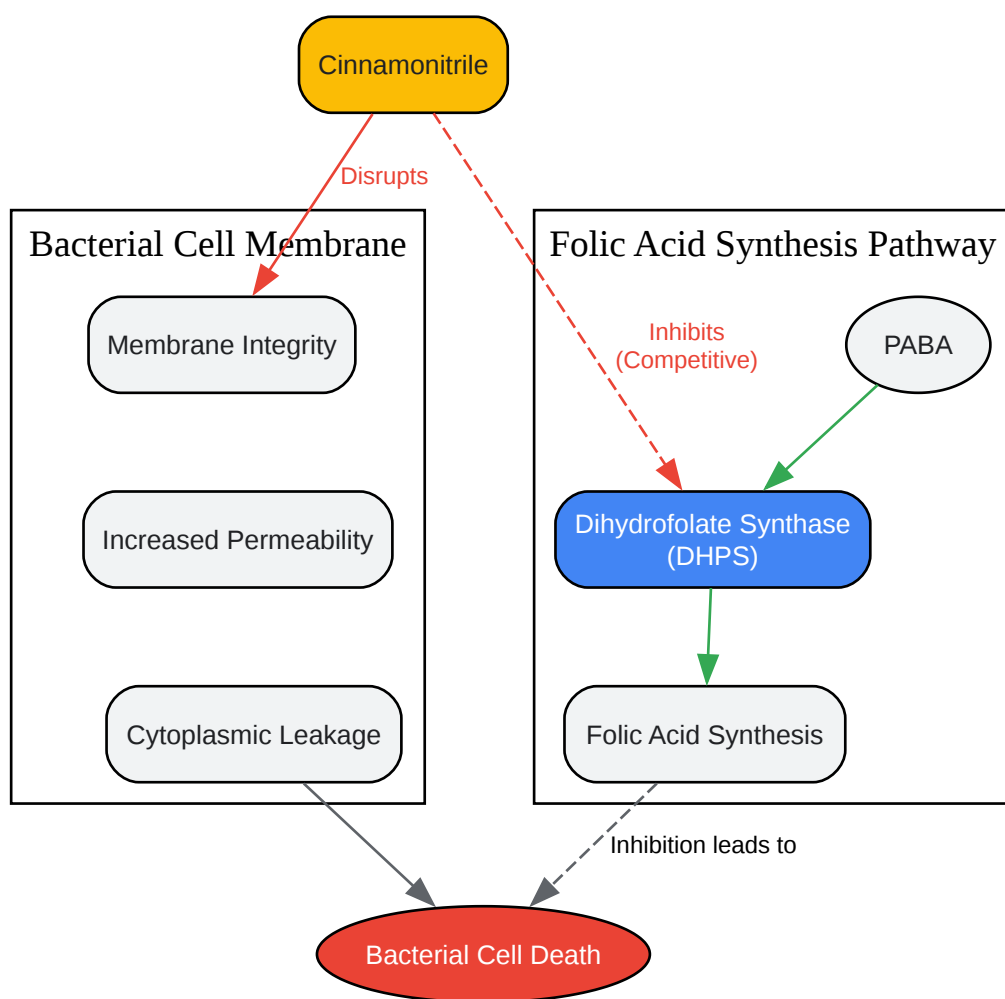 Cinnamonitrile
Disrupts
Bacterial Cell Membrane
Folic Acid Synthesis Pathway
Membrane Integrity
Inhibits
(Competitive)
PABA
Increased Permeability
Dihydrofolate Synthase
(DHPS)
Cytoplasmic Leakage
Folic Acid Synthesis
Inhibition leads to
Bacterial Cell Death